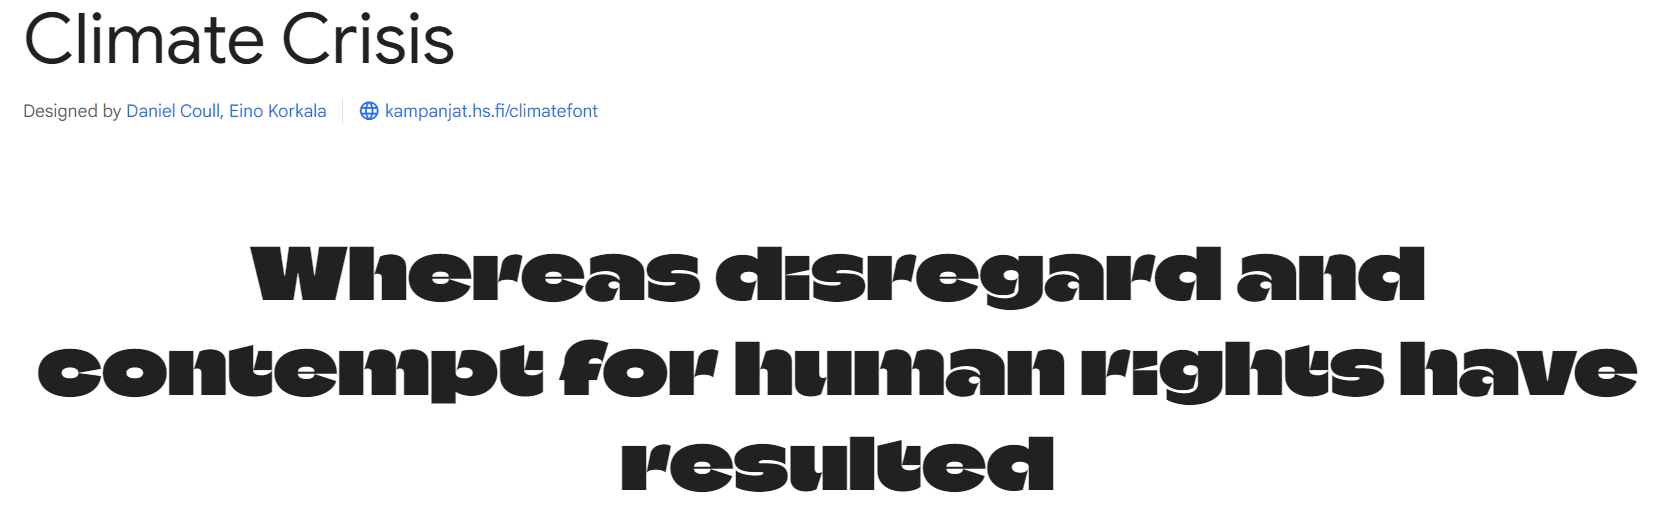 Climate Crisis
Designed by Daniel Coull, Eino Korkala kampanjat.hs.fi/climatefont
Whereas disregard and
contempt for human rights have
resulted